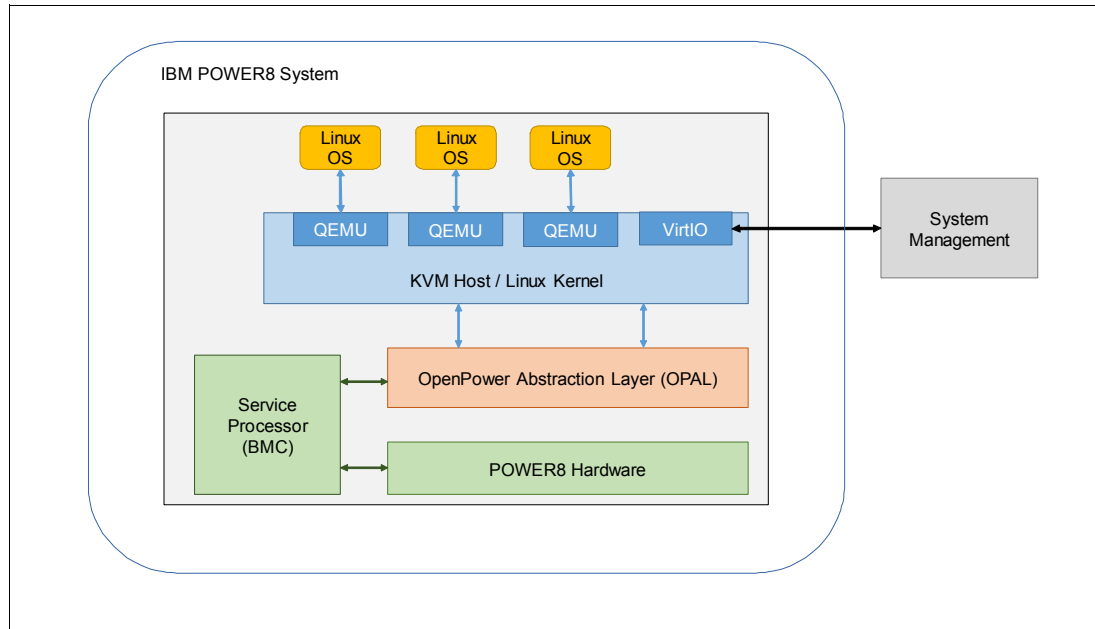 IBM POWER8 System
Linux
OS
Linux
OS
Linux
OS
QEMU
QEMU
QEMU
VirtIO
System
Management
KVM Host / Linux Kernel
OpenPower Abstraction Layer (OPAL)
Service
Processor
(BMC)
POWER8 Hardware